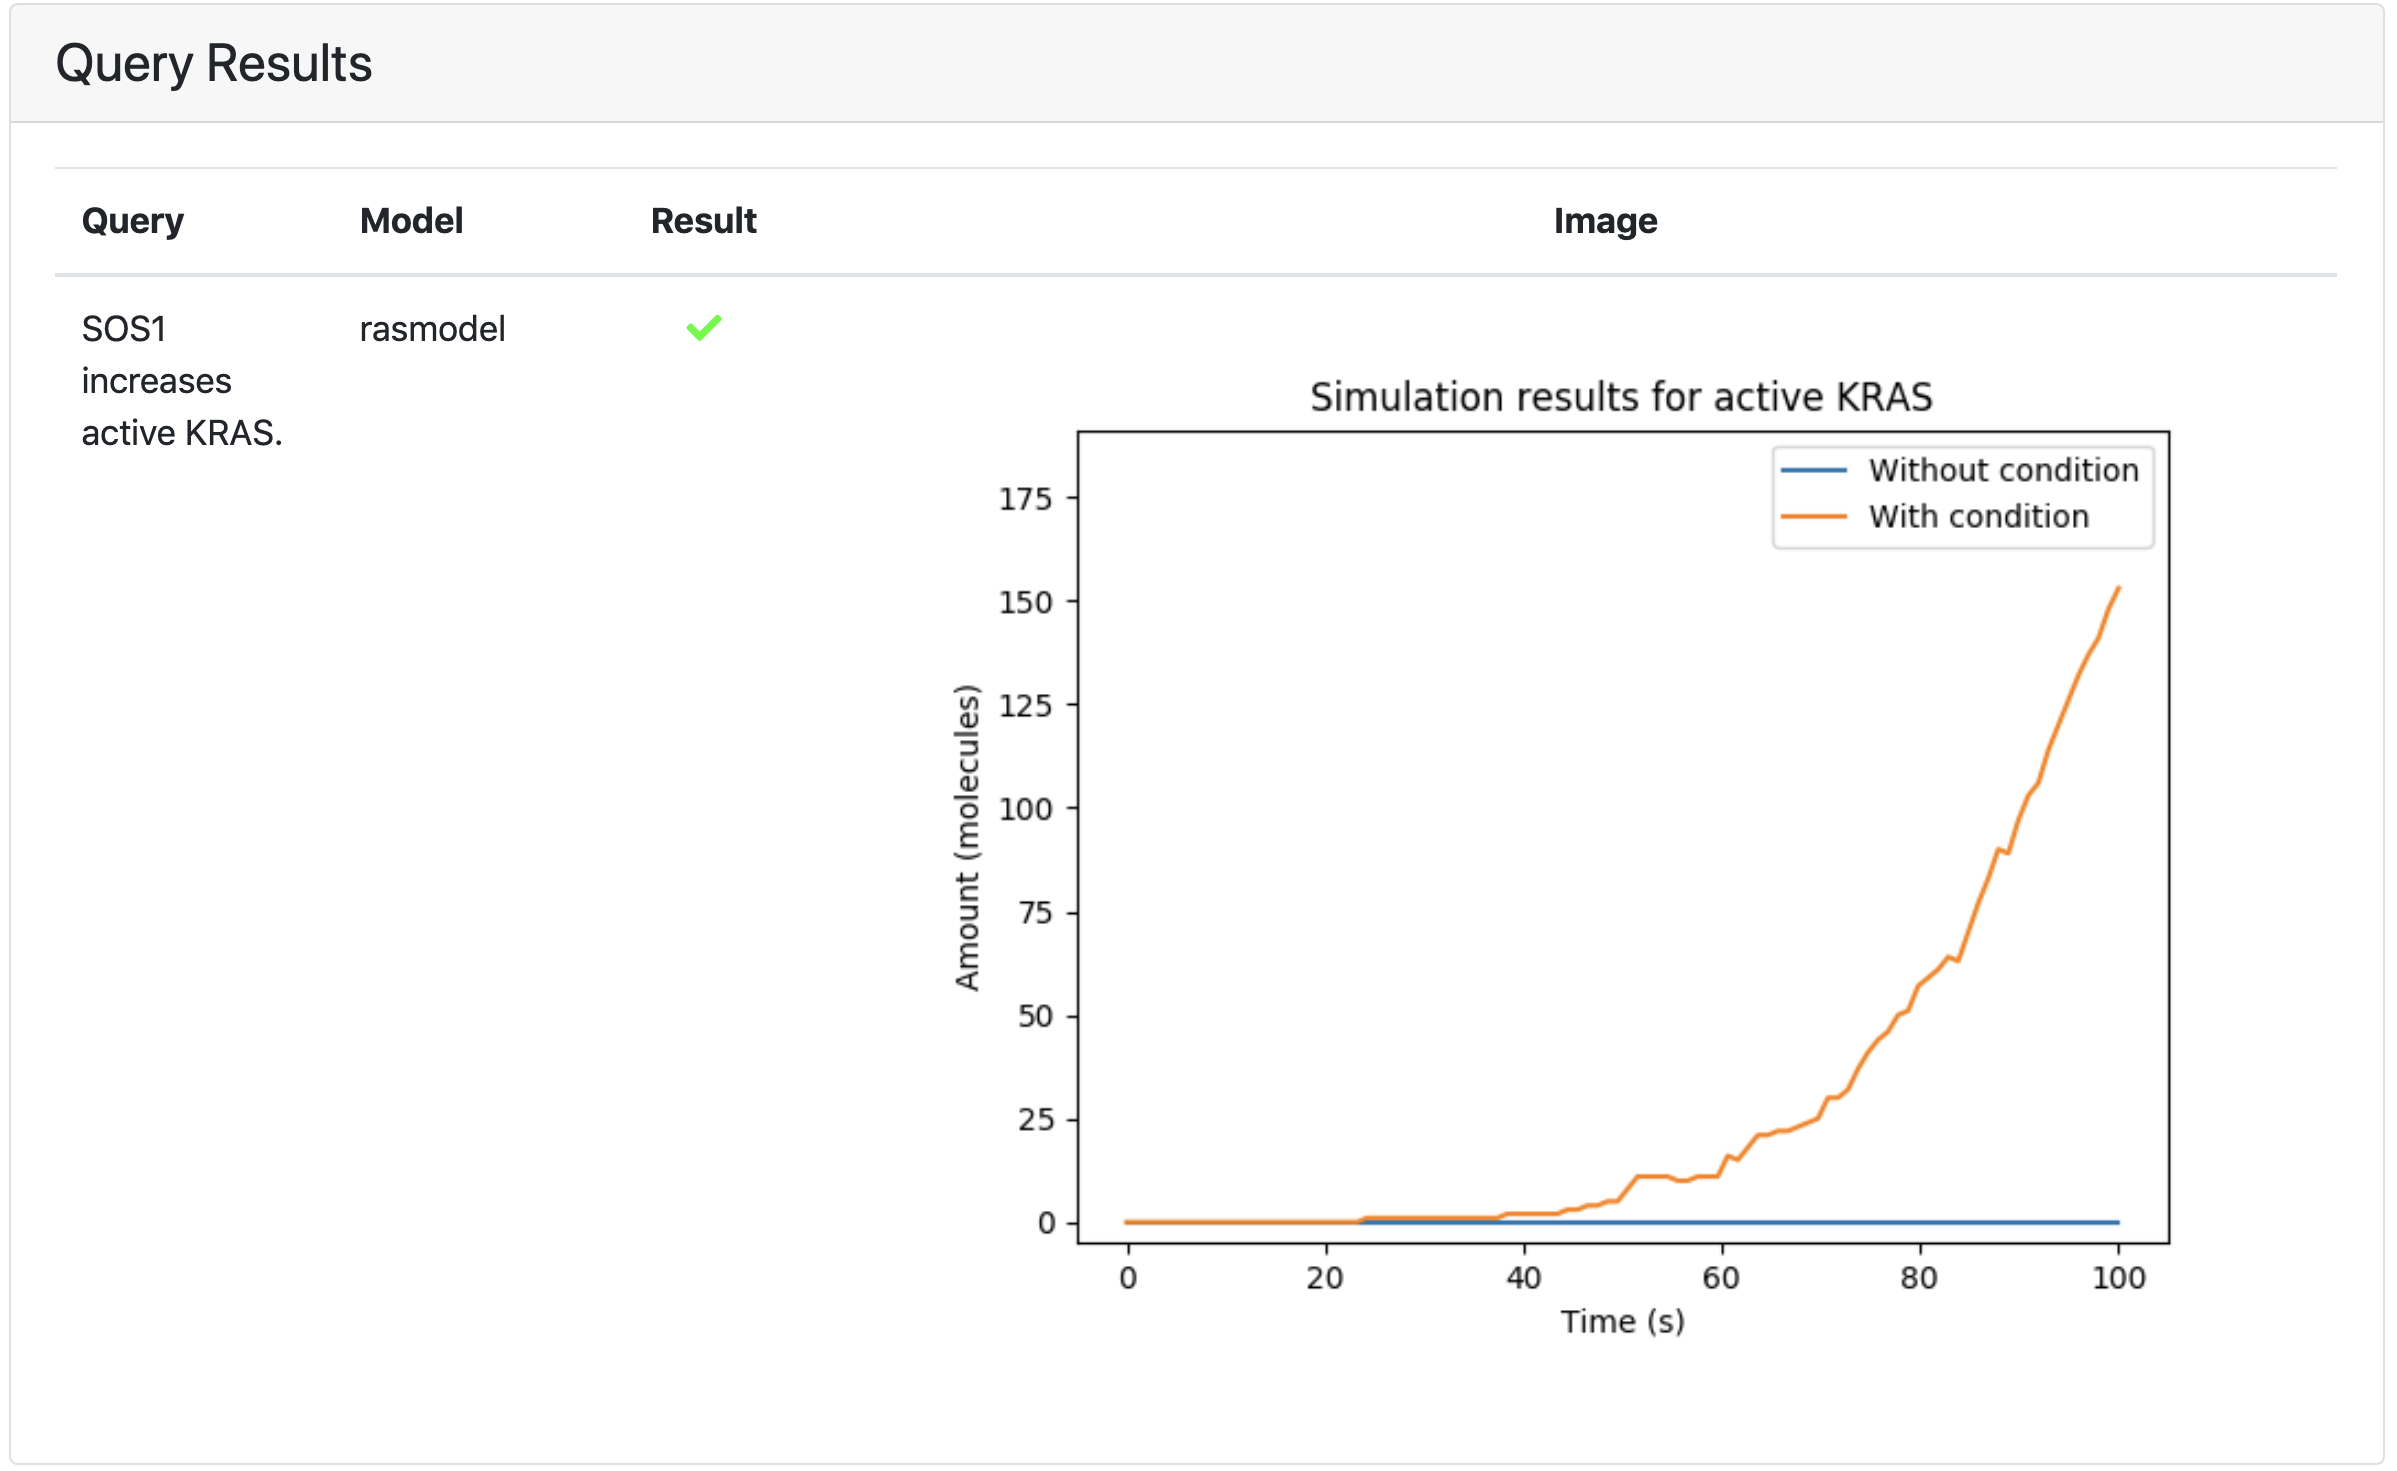 Query Results
Query Model Result Image
SOS1 rasmodel
increases
active KRAS.
Simulation results for active KRAS
Without condition
With condition
175
150
125
100
75
50
25
0
Amount (molecules)
0 20 40 60 80 100
Time (s)